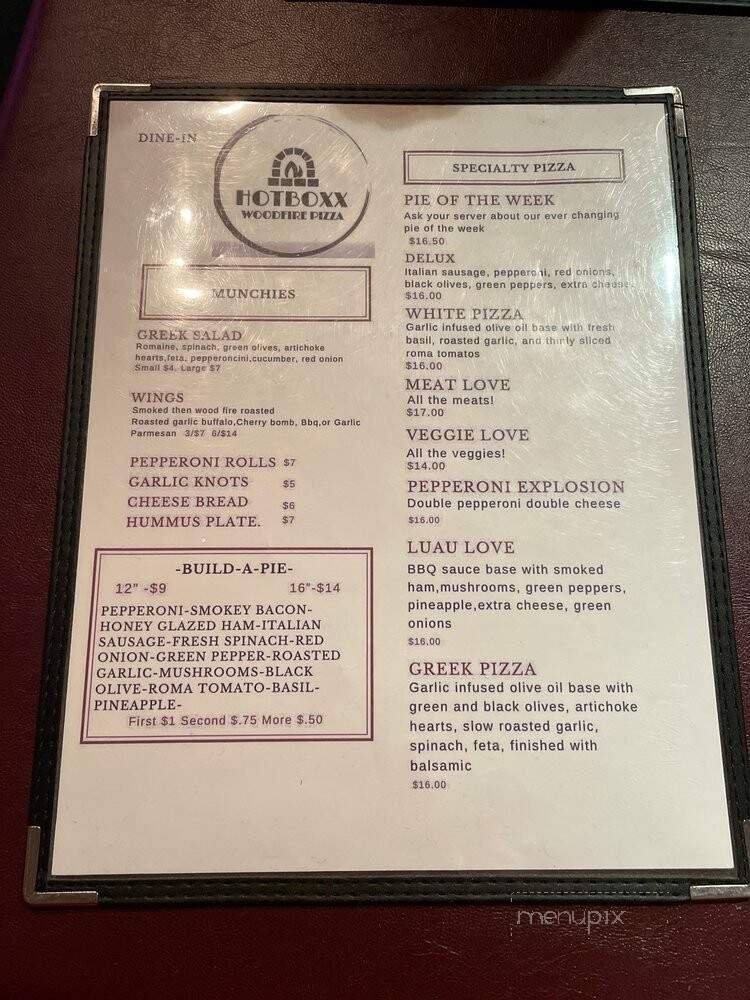 DINE-IN
HOTBOXX
WOODFIRE PIZZA
MUNCHIES
GREEK SALAD
Romaine, spinach, green olives, artichoke
hearts,feta, pepperoncini,cucumber, red onion
Small $4. Large $7
WINGS
Smoked then wood fire roasted
Roasted garlic buffalo,Cherry bomb, Bbq,or Garlic
Parmesan 3/$7 6/$14
PEPPERONI ROLLS $7
GARLIC KNOTS $5
CHEESE BREAD $6
HUMMUS PLATE. $7
-BUILD-A-PIE-
12" -$9 16"-$14
PEPPERONI-SMOKEY BACON-
HONEY GLAZED HAM-ITALIAN
SAUSAGE-FRESH SPINACH-RED
ONION-GREEN PEPPER-ROASTED
GARLIC-MUSHROOMS-BLACK
OLIVE-ROMA TOMATO-BASIL-
PINEAPPLE-
First $1 Second $.75 More $.50
SPECIALTY PIZZA
PIE OF THE WEEK
Ask your server about our ever changing
pie of the week
$16.50
DELUX
Italian sausage, pepperoni, red onions,
black olives, green peppers, extra cheese.
$16.00
WHITE PIZZA
Garlic infused olive oil base with fresh
basil, roasted garlic, and thinly sliced
roma tomatos
$16.00
MEAT LOVE
All the meats!
$17.00
VEGGIE LOVE
All the veggies!
$14.00
PEPPERONI EXPLOSION
Double pepperoni double cheese
$16.00
LUAU LOVE
BBQ sauce base with smoked
ham,mushrooms, green peppers,
pineapple,extra cheese, green
onions
$16.00
GREEK PIZZA
Garlic infused olive oil base with
green and black olives, artichoke
hearts, slow roasted garlic,
spinach, feta, finished with
balsamic
$16.00
menupix